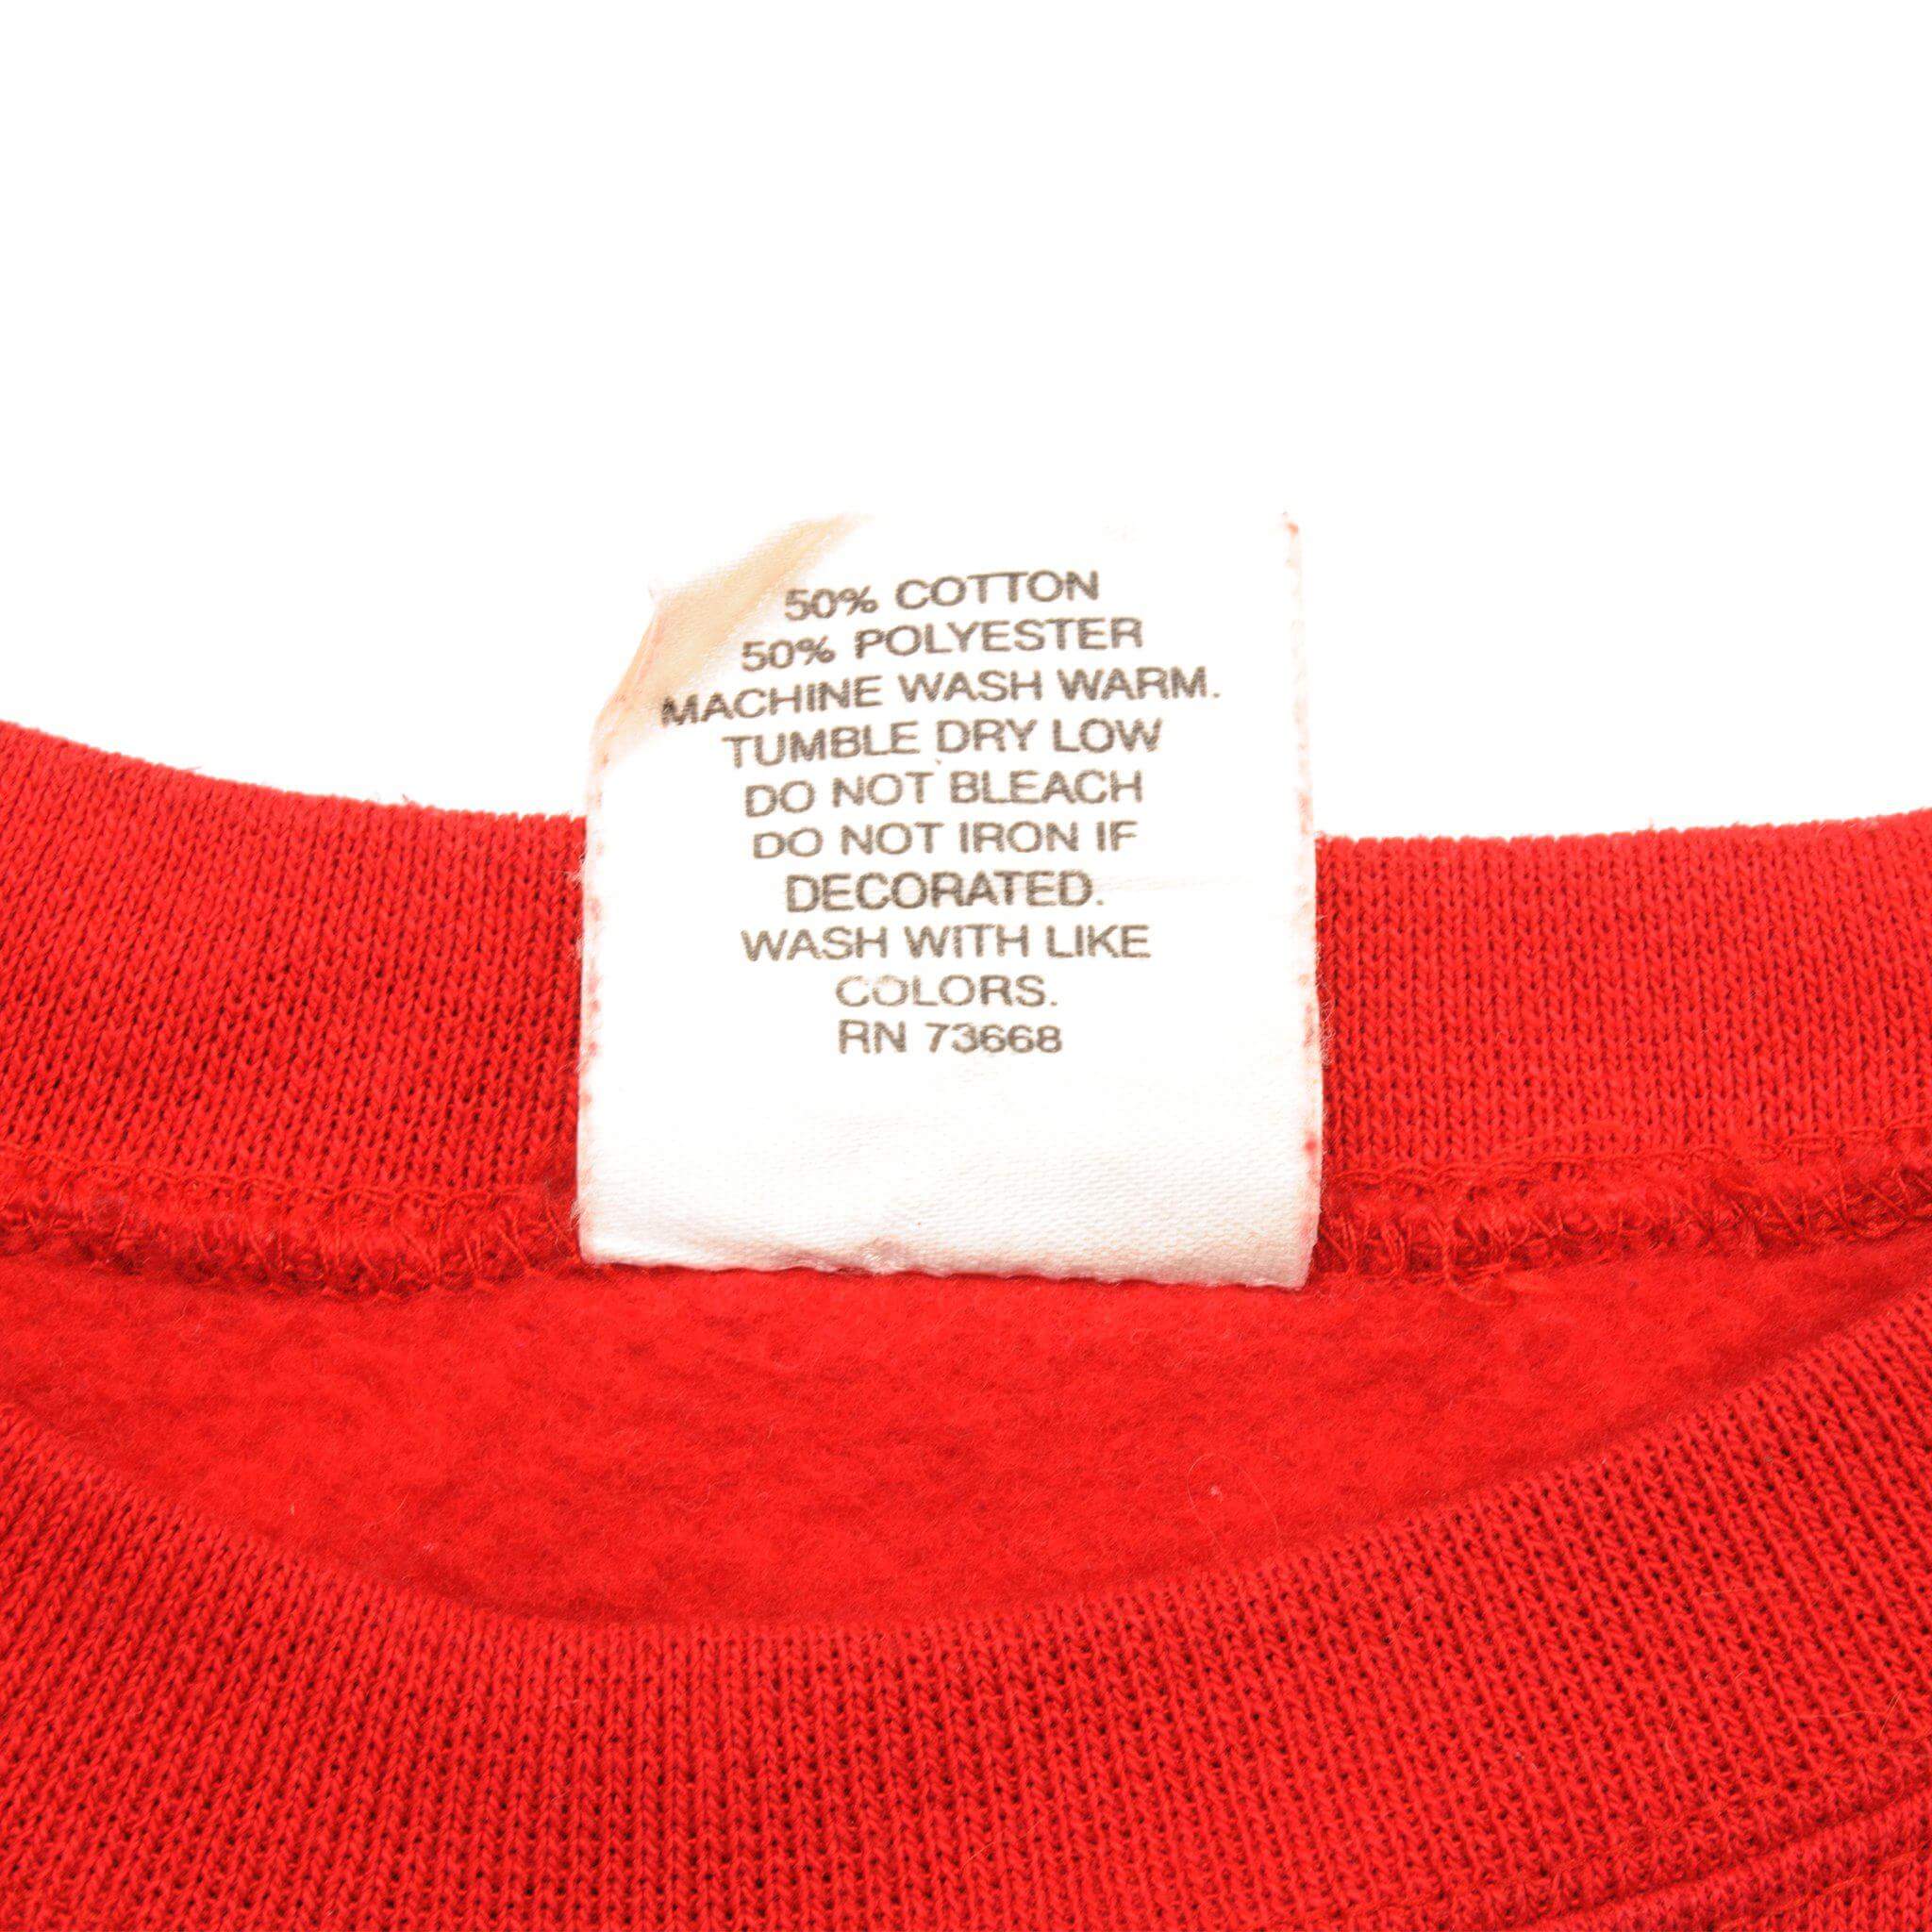 50% COTTON
50% POLYESTER
MACHINE WASH WARM.
TUMBLE DRY LOW
DO NOT BLEACH
DO NOT IRON IF
DECORATED.
WASH WITH LIKE
COLORS.
RN 73668